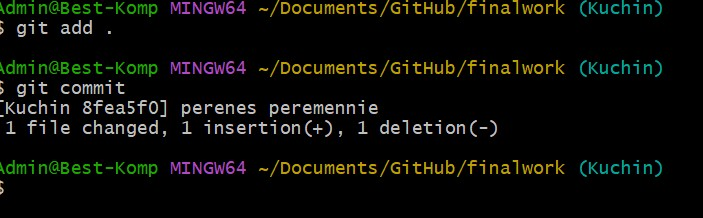 Admin@Best-Komp MINGW64 ~/Documents/GitHub/finalwork (Kuchin)
$ git add .
Admin@Best-Komp MINGW64 ~/Documents/GitHub/finalwork (Kuchin)
$ git commit
[Kuchin 8fea5f0] perenes peremennie
1 file changed, 1 insertion(+), 1 deletion(-)
Admin@Best-Komp MINGW64 ~/Documents/GitHub/finalwork (Kuchin)
$